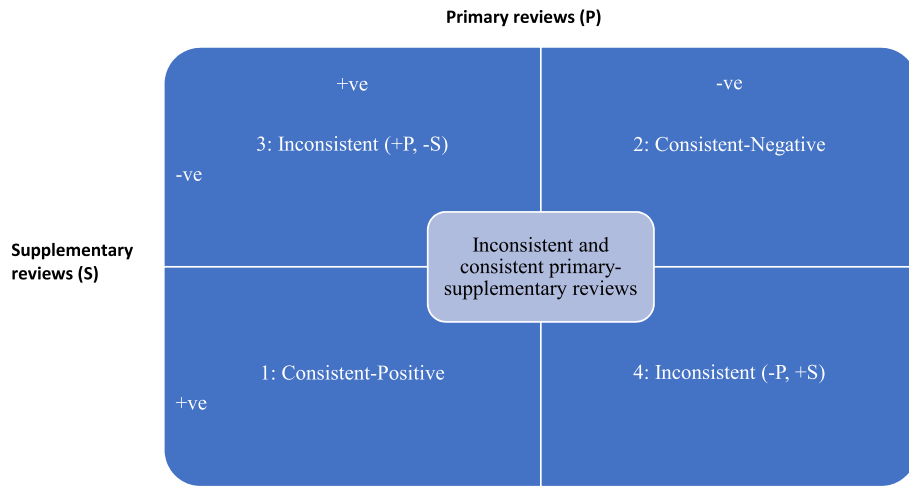 Primary reviews (P)
+ve
-ve
3: Inconsistent (+P, -S)
2: Consistent-Negative
-ve
Supplementary
reviews (S)
Inconsistent and
consistent primary-
supplementary reviews
1: Consistent-Positive
4: Inconsistent (-P, +S)
+ve